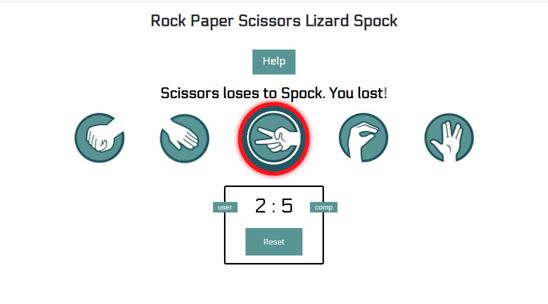 Rock Paper Scissors Lizard Spock
Help
Scissors loses to Spock. You lost!
user 2 : 5 comp
Reset